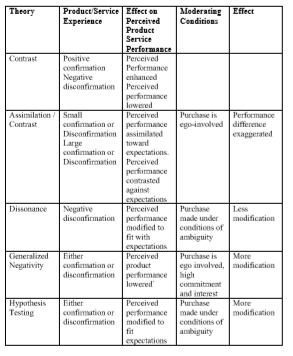 Theory
Product/Service
Experience
Effect on
Perceived
Product
Service
Performance
Moderating
Conditions
Effect
Contrast
Positive
confirmation
Negative
disconfirmation
Perceived
Performance
enhanced
Perceived
performance
lowered
Assimilation /
Contrast
Small
confirmation or
Disconfirmation
Large
confirmation or
Disconfirmation
Perceived
performance
assimilated
toward
expectations.
Perceived
performance
contrasted
against
expectations
Purchase is
ego-involved
Performance
difference
exaggerated
Dissonance
Negative
disconfirmation
Perceived
performance
modified to
fit with
expectations
Purchase
made under
conditions of
ambiguity
Less
modification
Generalized
Negativity
Either
confirmation or
disconfirmation
Perceived
product
performance
lowered`
Purchase is
ego involved,
high
commitment
and interest
More
modification
Hypothesis
Testing
Either
confirmation or
disconfirmation
Perceived
performance
modified to
fit
expectations
Purchase
made under
conditions of
ambiguity
More
modification